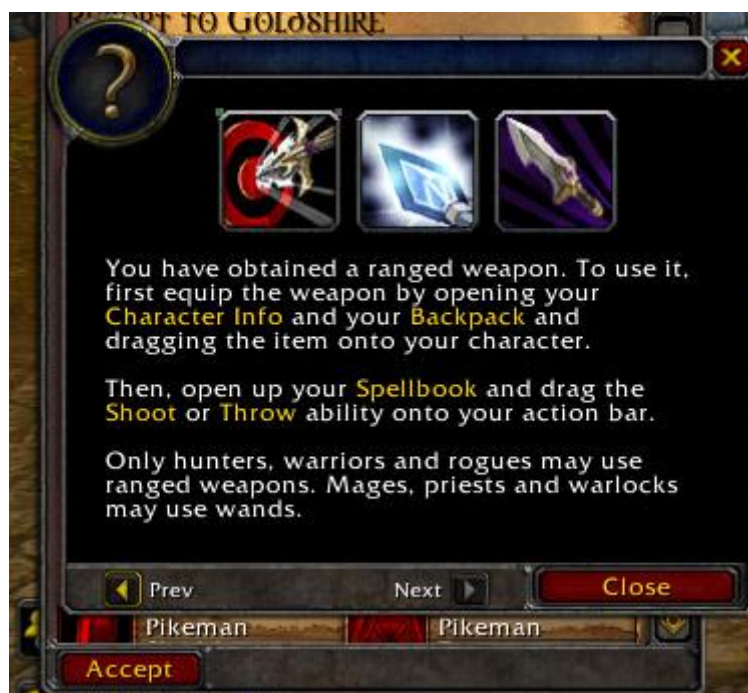 Report to Goldshire
You have obtained a ranged weapon. To use it,
first equip the weapon by opening your
Character Info and your Backpack and
dragging the item onto your character.
Then, open up your Spellbook and drag the
Shoot or Throw ability onto your action bar.
Only hunters, warriors and rogues may use
ranged weapons. Mages, priests and warlocks
may use wands.
Prev Next Close
Pikeman Pikeman
Accept